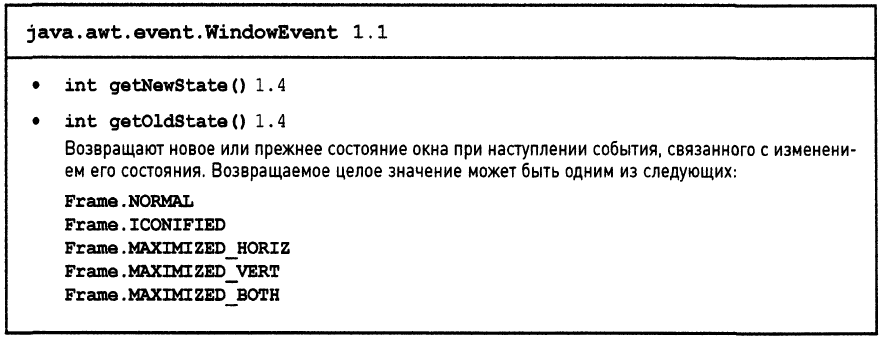 java.awt.event.WindowEvent 1.1
• int getNewState() 1.4
• int getOldState() 1.4
Возвращают новое или прежнее состояние окна при наступлении события, связанного с изменени-
ем его состояния. Возвращаемое целое значение может быть одним из следующих:
Frame.NORMAL
Frame.ICONIFIED
Frame.MAXIMIZED_HORIZ
Frame.MAXIMIZED_VERT
Frame.MAXIMIZED_BOTH